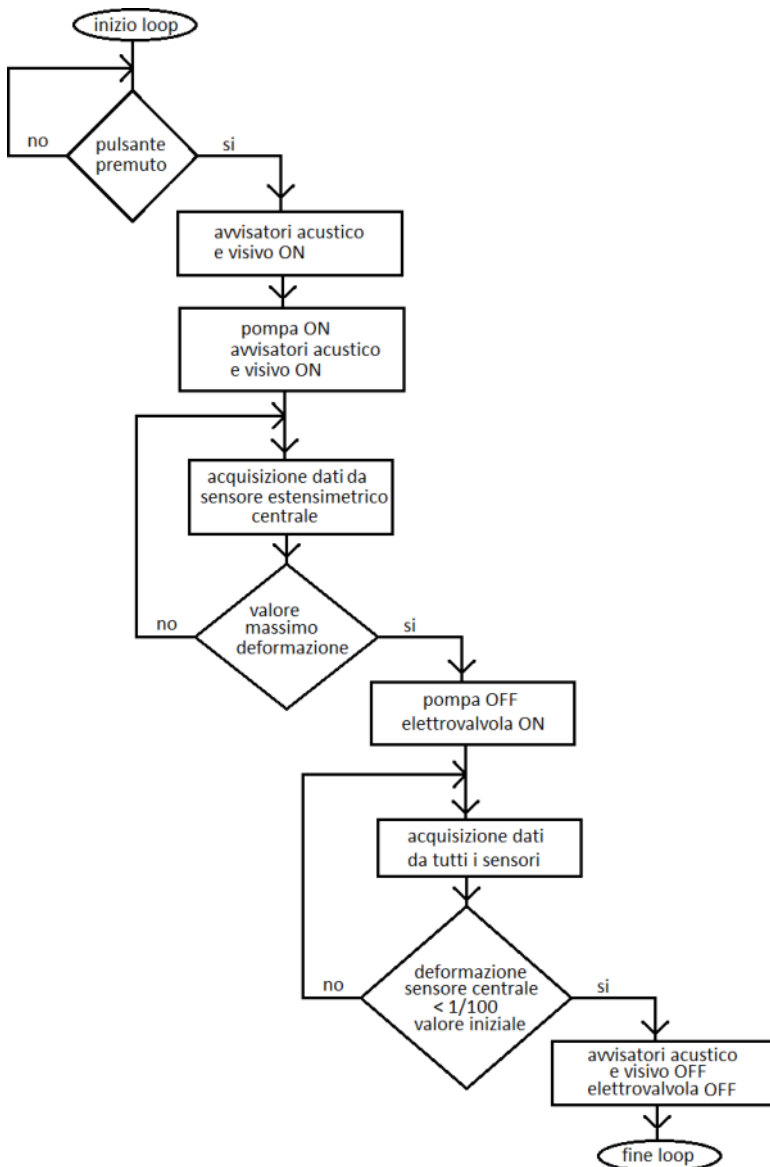 inizio loop
no
pulsante
premuto
si
avvisatori acustico
e visivo ON
pompa ON
avvisatori acustico
e visivo ON
acquisizione dati da
sensore estensimetrico
centrale
no
valore
massimo
deformazione
si
pompa OFF
elettrovalvola ON
acquisizione dati
da tutti i sensori
no
deformazione
sensore centrale
< 1/100
valore iniziale
si
avvisatori acustico
e visivo OFF
elettrovalvola OFF
fine loop